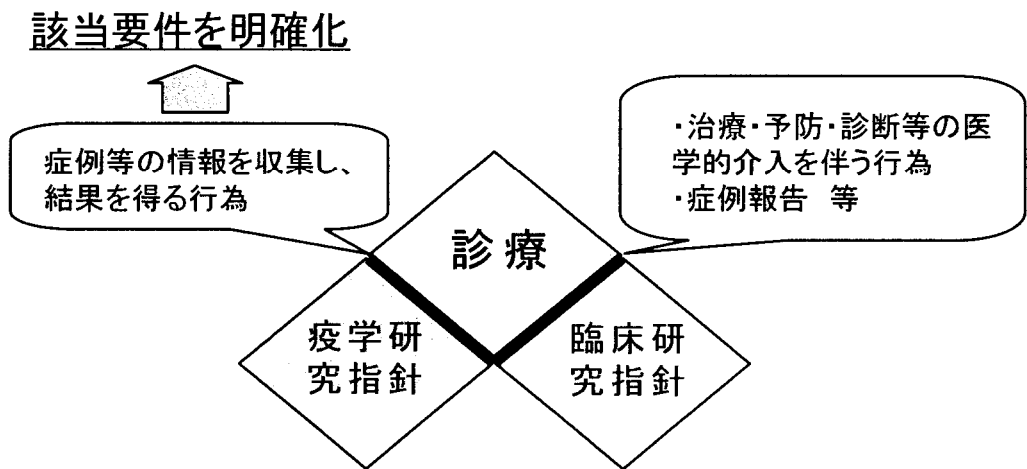 該当要件を明確化
症例等の情報を収集し、
結果を得る行為
・治療・予防・診断等の医
学的介入を伴う行為
・症例報告 等
診療
疫学研
究指針
臨床研
究指針